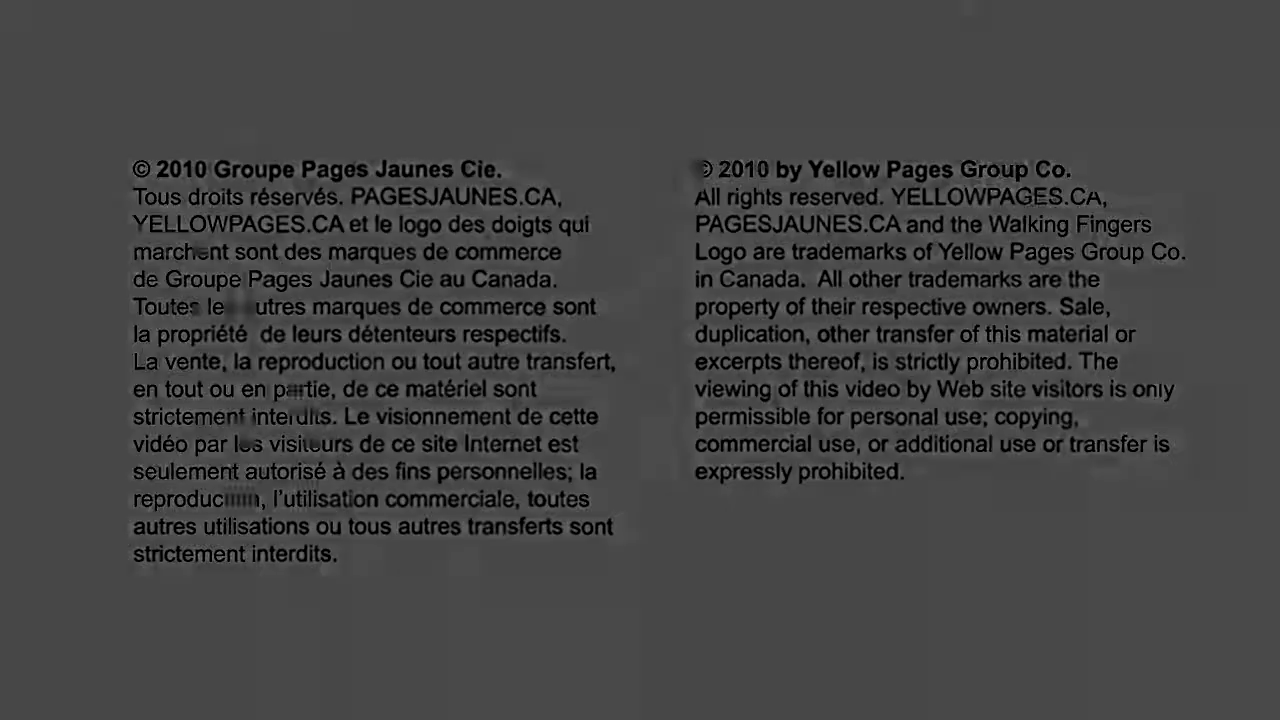 © 2010 Groupe Pages Jaunes Cie.
Tous droits réservés. PAGESJAUNES.CA,
YELLOWPAGES.CA et le logo des doigts qui
marchent sont des marques de commerce
de Groupe Pages Jaunes Cie au Canada.
Toutes les autres marques de commerce sont
la propriété de leurs détenteurs respectifs.
La vente, la reproduction ou tout autre transfert,
en tout ou en partie, de ce matériel sont
strictement interdits. Le visionnement de cette
vidéo par les visiteurs de ce site Internet est
seulement autorisé à des fins personnelles; la
reproduction, l'utilisation commerciale, toutes
autres utilisations ou tous autres transferts sont
strictement interdits.
© 2010 by Yellow Pages Group Co.
All rights reserved. YELLOWPAGES.CA,
PAGESJAUNES.CA and the Walking Fingers
Logo are trademarks of Yellow Pages Group Co.
in Canada. All other trademarks are the
property of their respective owners. Sale,
duplication, other transfer of this material or
excerpts thereof, is strictly prohibited. The
viewing of this video by Web site visitors is only
permissible for personal use; copying,
commercial use, or additional use or transfer is
expressly prohibited.